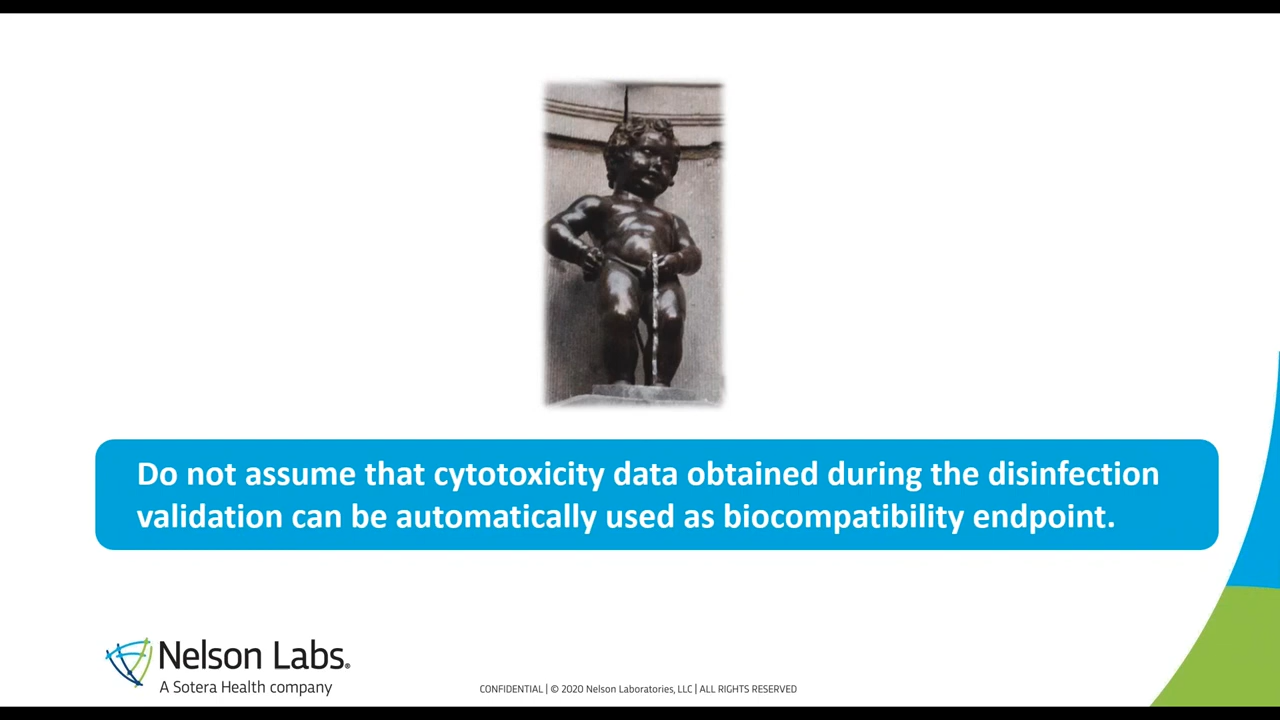 Do not assume that cytotoxicity data obtained during the disinfection
validation can be automatically used as biocompatibility endpoint.
Nelson Labs®
A Sotera Health company
CONFIDENTIAL | © 2020 Nelson Laboratories, LLC | ALL RIGHTS RESERVED